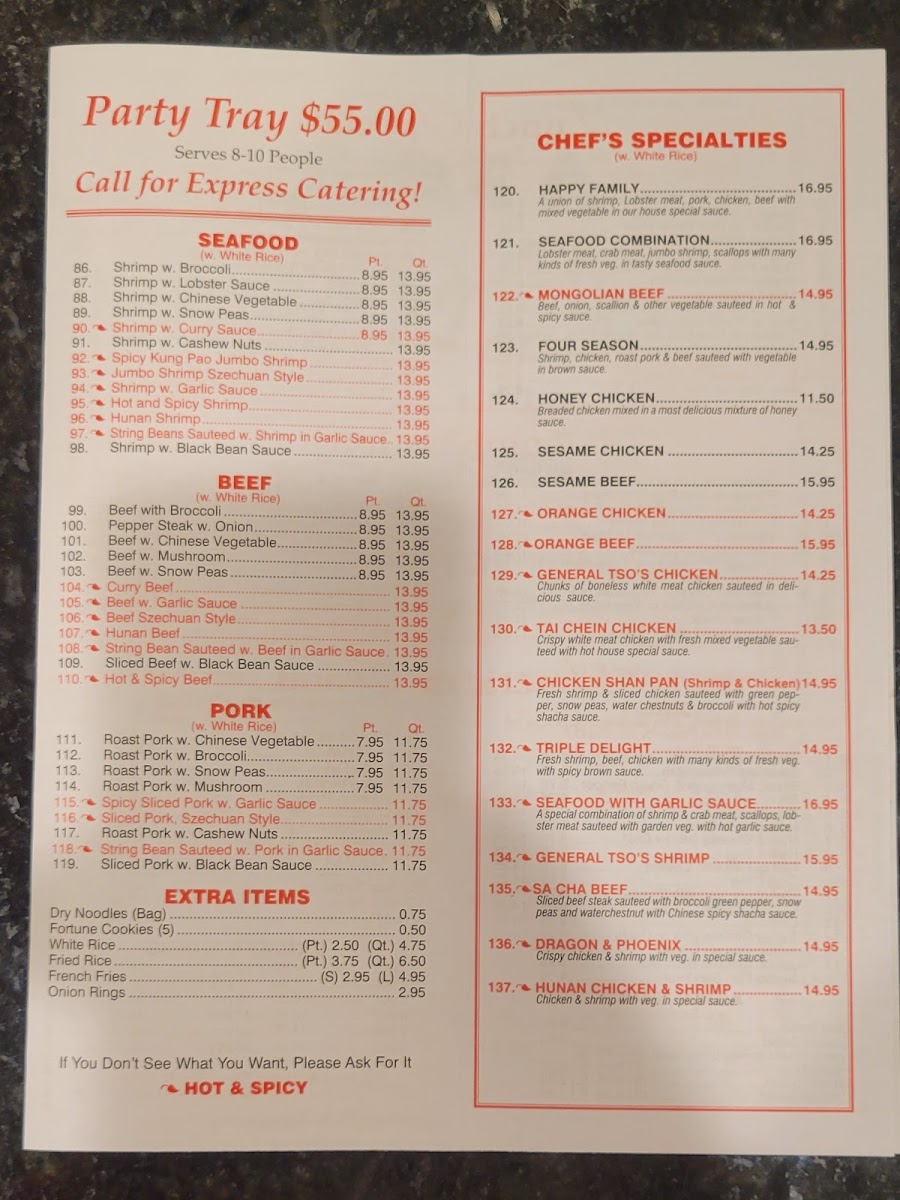 Party Tray $55.00
Serves 8-10 People
Call for Express Catering!
SEAFOOD
(w. White Rice) Pt. Qt.
86. Shrimp w. Broccoli 8.95 13.95
87. Shrimp w. Lobster Sauce 8.95 13.95
88. Shrimp w. Chinese Vegetable 8.95 13.95
89. Shrimp w. Snow Peas 8.95 13.95
90. Shrimp w. Curry Sauce 8.95 13.95
91. Shrimp w. Cashew Nuts 13.95
92. Spicy Kung Pao Jumbo Shrimp 13.95
93. Jumbo Shrimp Szechuan Style 13.95
94. Shrimp w. Garlic Sauce 13.95
95. Hot and Spicy Shrimp 13.95
96. Hunan Shrimp 13.95
97. String Beans Sauteed w. Shrimp in Garlic Sauce 13.95
98. Shrimp w. Black Bean Sauce 13.95
BEEF
(w. White Rice) Pt. Qt.
99. Beef with Broccoli 8.95 13.95
100. Pepper Steak w. Onion 8.95 13.95
101. Beef w. Chinese Vegetable 8.95 13.95
102. Beef w. Mushroom 8.95 13.95
103. Beef w. Snow Peas 8.95 13.95
104. Curry Beef 13.95
105. Beef w. Garlic Sauce 13.95
106. Beef Szechuan Style 13.95
107. Hunan Beef 13.95
108. String Bean Sauteed w. Beef in Garlic Sauce 13.95
109. Sliced Beef w. Black Bean Sauce 13.95
110. Hot & Spicy Beef 13.95
PORK
(w. White Rice) Pt. Qt.
111. Roast Pork w. Chinese Vegetable 7.95 11.75
112. Roast Pork w. Broccoli 7.95 11.75
113. Roast Pork w. Snow Peas 7.95 11.75
114. Roast Pork w. Mushroom 7.95 11.75
115. Spicy Sliced Pork w. Garlic Sauce 11.75
116. Sliced Pork, Szechuan Style 11.75
117. Roast Pork w. Cashew Nuts 11.75
118. String Bean Sauteed w. Pork in Garlic Sauce 11.75
119. Sliced Pork w. Black Bean Sauce 11.75
EXTRA ITEMS
Dry Noodles (Bag) 0.75
Fortune Cookies (5) 0.50
White Rice (Pt.) 2.50 (Qt.) 4.75
Fried Rice (Pt.) 3.75 (Qt.) 6.50
French Fries (S) 2.95 (L) 4.95
Onion Rings 2.95
If You Don't See What You Want, Please Ask For It
HOT & SPICY
CHEF'S SPECIALTIES
(w. White Rice)
120. HAPPY FAMILY 16.95
A union of shrimp, Lobster meat, pork, chicken, beef with
mixed vegetable in our house special sauce.
121. SEAFOOD COMBINATION 16.95
Lobster meat, crab meat, jumbo shrimp, scallops with many
kinds of fresh veg. in tasty seafood sauce.
122. MONGOLIAN BEEF 14.95
Beef, onion, scallion & other vegetable sauteed in hot &
spicy sauce.
123. FOUR SEASON 14.95
Shrimp, chicken, roast pork & beef sauteed with vegetable
in brown sauce.
124. HONEY CHICKEN 11.50
Breaded chicken mixed in a most delicious mixture of honey
sauce.
125. SESAME CHICKEN 14.25
126. SESAME BEEF 15.95
127. ORANGE CHICKEN 14.25
128. ORANGE BEEF 15.95
129. GENERAL TSO'S CHICKEN 14.25
Chunks of boneless white meat chicken sauteed in deli-
cious sauce.
130. TAI CHEIN CHICKEN 13.50
Crispy white meat chicken with fresh mixed vegetable sau-
teed with hot house special sauce.
131. CHICKEN SHAN PAN (Shrimp & Chicken) 14.95
Fresh shrimp & sliced chicken sauteed with green pep-
per, snow peas, water chestnuts & broccoli with hot spicy
shacha sauce.
132. TRIPLE DELIGHT 14.95
Fresh shrimp, beef, chicken with many kinds of fresh veg.
with spicy brown sauce.
133. SEAFOOD WITH GARLIC SAUCE 16.95
A special combination of shrimp & crab meat, scallops, lob-
ster meat sauteed with garden veg. with hot garlic sauce.
134. GENERAL TSO'S SHRIMP 15.95
135. SA CHA BEEF 14.95
Sliced beef steak sauteed with broccoli green pepper, snow
peas and waterchestnut with Chinese spicy shacha sauce.
136. DRAGON & PHOENIX 14.95
Crispy chicken & shrimp with veg. in special sauce.
137. HUNAN CHICKEN & SHRIMP 14.95
Chicken & shrimp with veg. in special sauce.